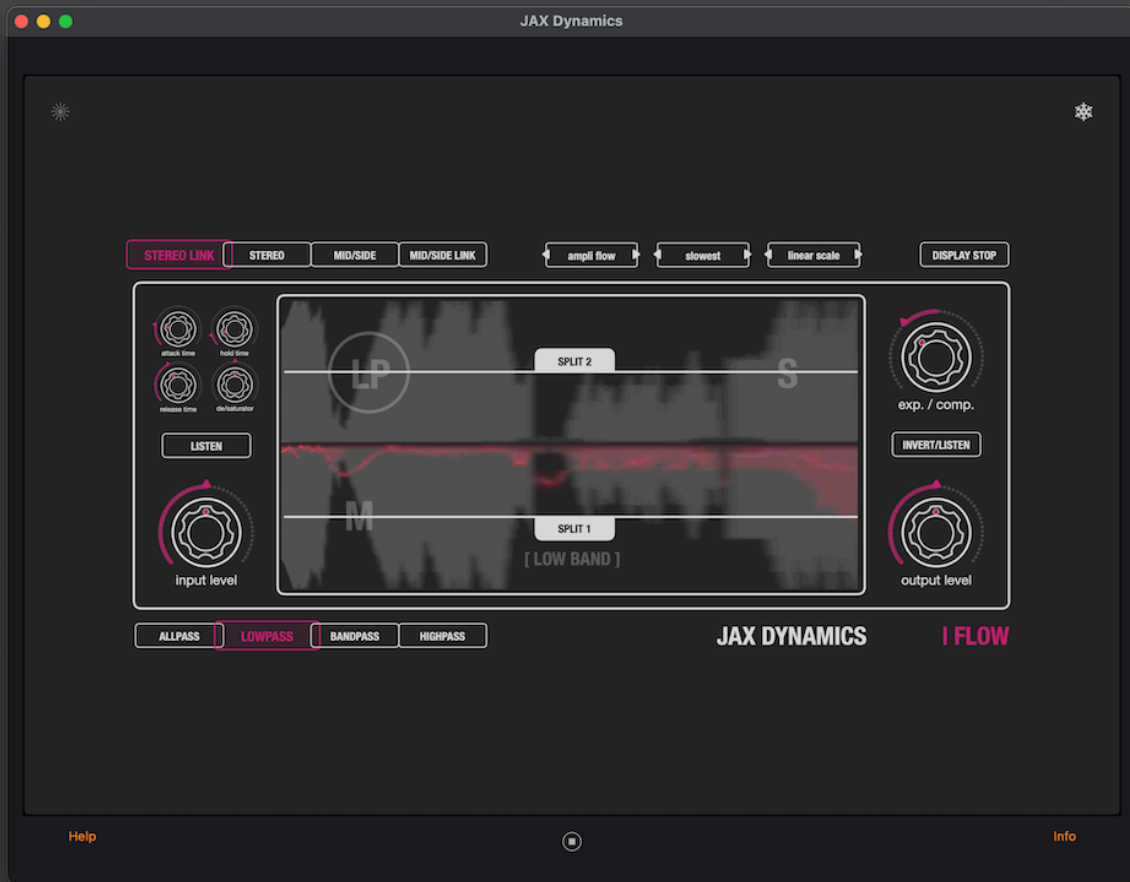 JAX Dynamics
STEREO LINK STEREO MID/SIDE MID/SIDE LINK ampli flow slowest linear scale DISPLAY STOP
attack time hold time
release time de/saturator
LISTEN
input level
LP
S
SPLIT 2
M
SPLIT 1
[ LOW BAND ]
exp. / comp.
INVERT/LISTEN
output level
ALLPASS LOWPASS BANDPASS HIGHPASS JAX DYNAMICS I FLOW
Help Info